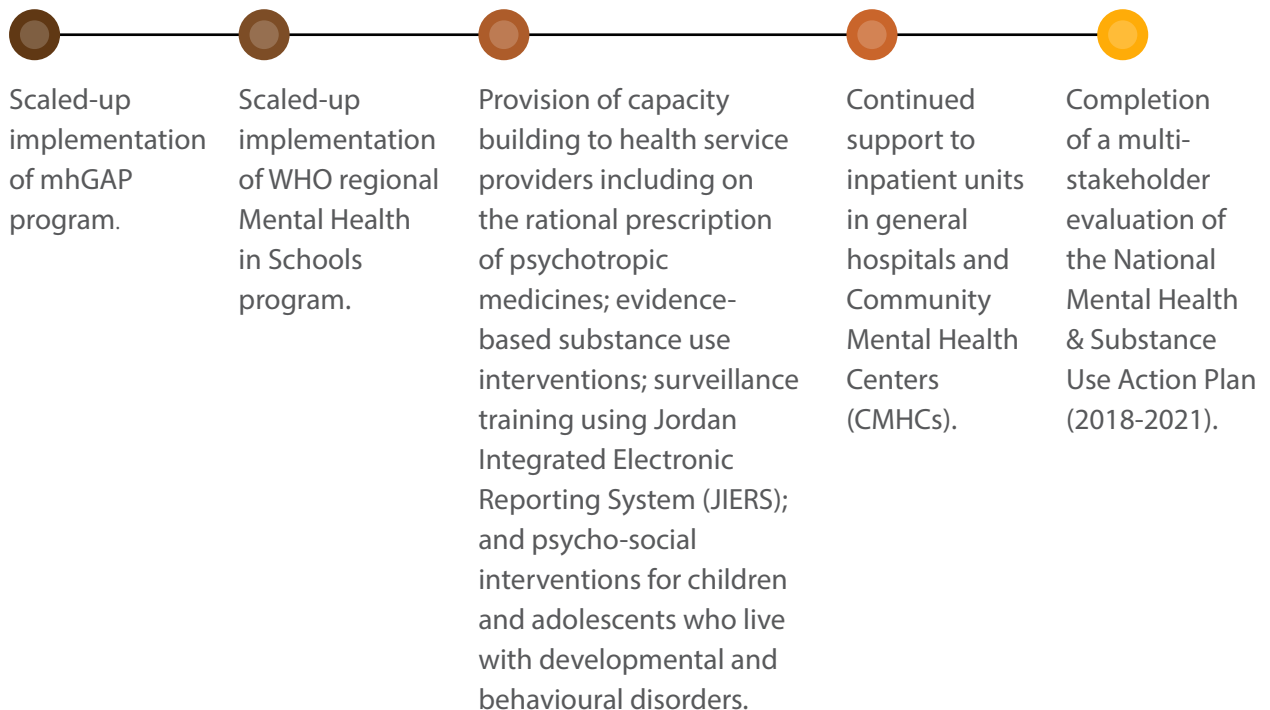 Scaled-up
implementation
of mhGAP
program.
Scaled-up
implementation
of WHO regional
Mental Health
in Schools
program.
Provision of capacity
building to health service
providers including on
the rational prescription
of psychotropic
medicines; evidence-
based substance use
interventions; surveillance
training using Jordan
Integrated Electronic
Reporting System (JIERS);
and psycho-social
interventions for children
and adolescents who live
with developmental and
behavioural disorders.
Continued
support to
inpatient units
in general
hospitals and
Community
Mental Health
Centers
(CMHCs).
Completion
of a multi-
stakeholder
evaluation of
the National
Mental Health
& Substance
Use Action Plan
(2018-2021).